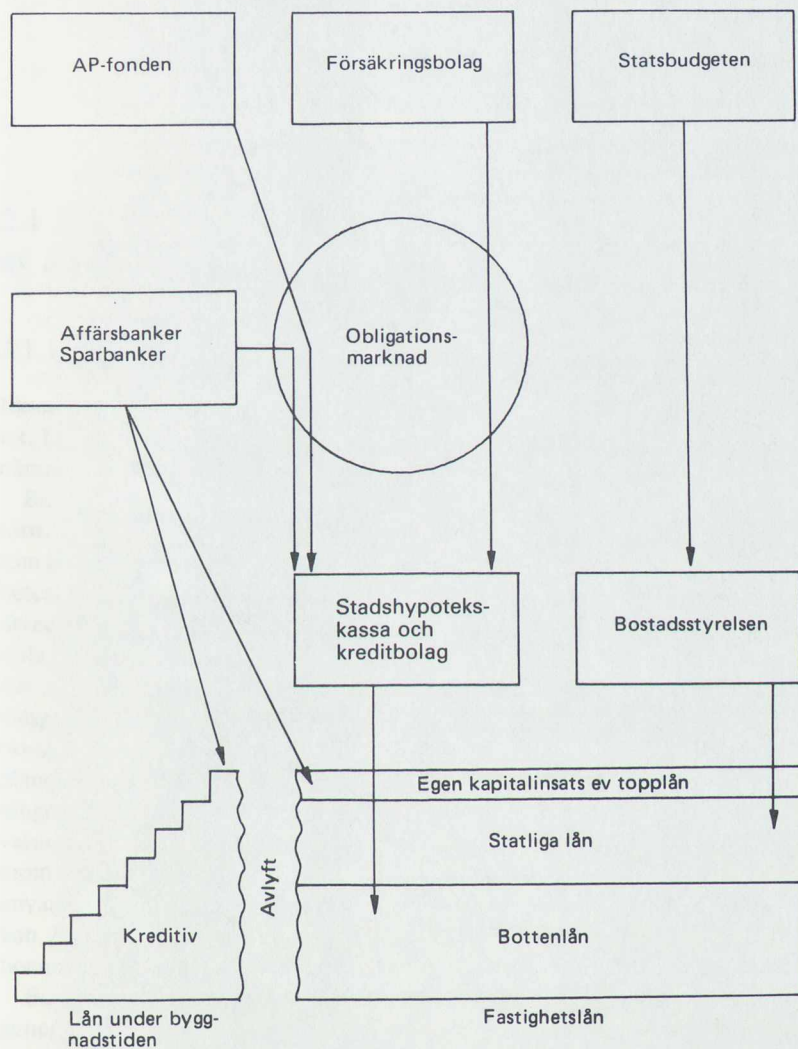 AP-fonden
Försäkringsbolag
Statsbudgeten
Affärsbanker
Sparbanker
Obligations-
marknad
Stadshypoteks-
kassa och
kreditbolag
Bostadsstyrelsen
Egen kapitalinsats ev topplån
Statliga lån
Avlyft
Kreditiv
Bottenlån
Lån under bygg-
nadstiden
Fastighetslån